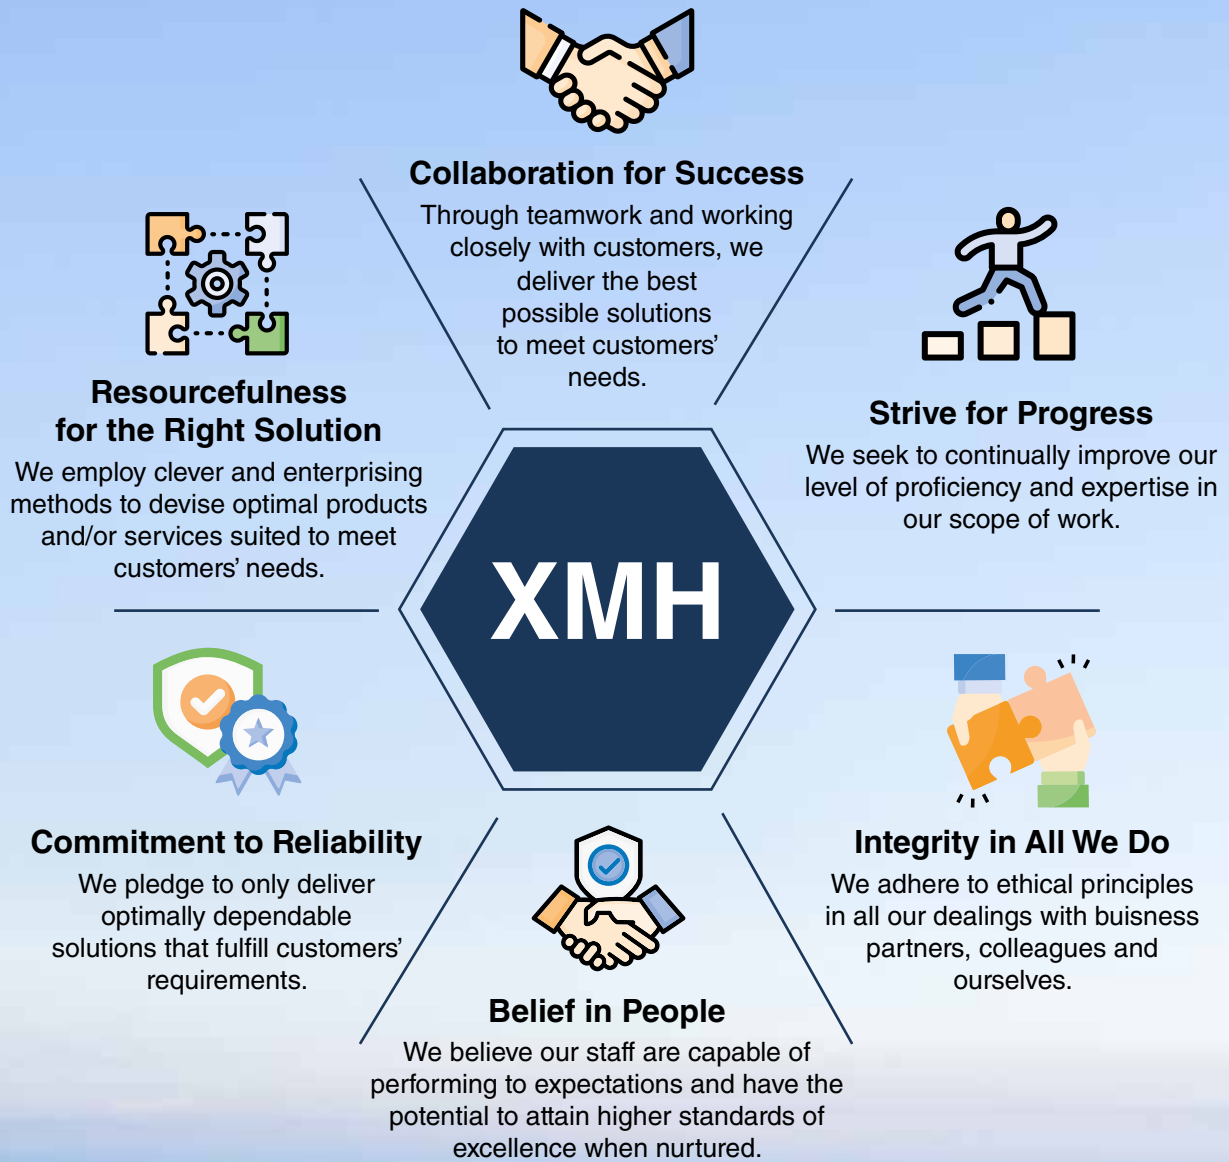 Collaboration for Success
Through teamwork and working
closely with customers, we
deliver the best
possible solutions
to meet customers’
needs.
Resourcefulness
for the Right Solution
We employ clever and enterprising
methods to devise optimal products
and/or services suited to meet
customers’ needs.
Strive for Progress
We seek to continually improve our
level of proficiency and expertise in
our scope of work.
XMH
Commitment to Reliability
We pledge to only deliver
optimally dependable
solutions that fulfill customers’
requirements.
Integrity in All We Do
We adhere to ethical principles
in all our dealings with buisness
partners, colleagues and
ourselves.
Belief in People
We believe our staff are capable of
performing to expectations and have the
potential to attain higher standards of
excellence when nurtured.